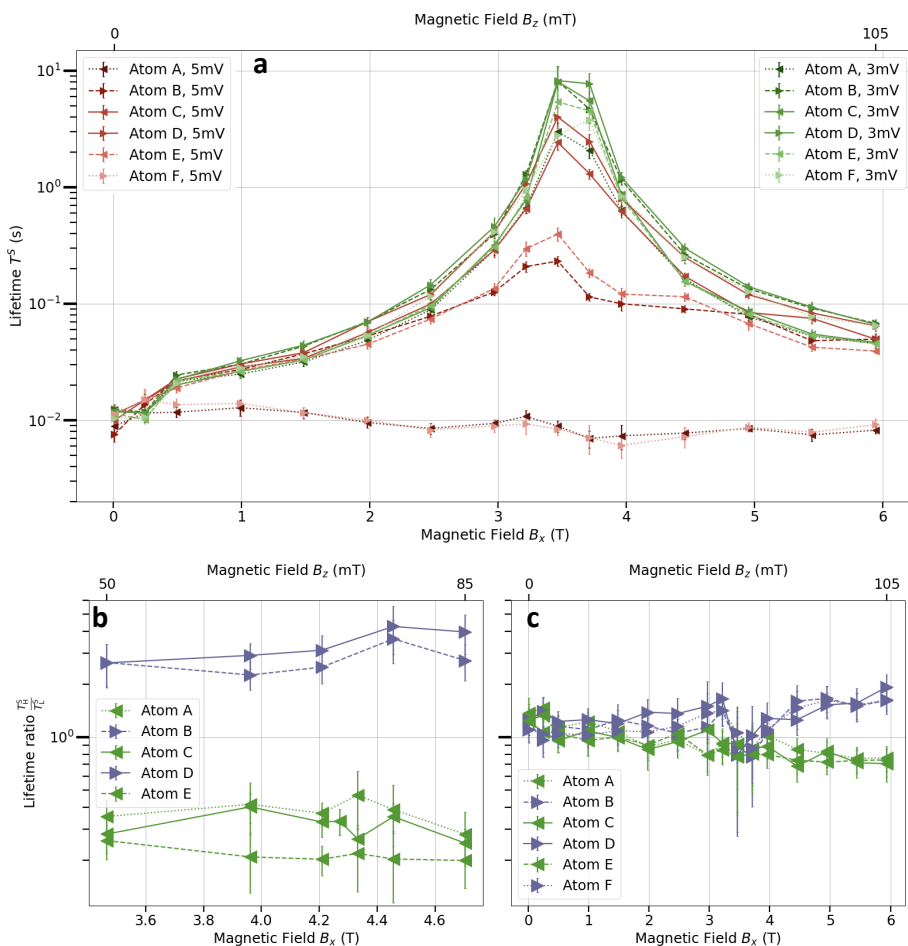 Magnetic Field B_z (mT)
0 105
a
Atom A, 5mV
Atom B, 5mV
Atom C, 5mV
Atom D, 5mV
Atom E, 5mV
Atom F, 5mV
Atom A, 3mV
Atom B, 3mV
Atom C, 3mV
Atom D, 3mV
Atom E, 3mV
Atom F, 3mV
10^1
10^0
10^-1
10^-2
Lifetime T^S (s)
0 1 2 3 4 5 6
Magnetic Field B_x (T)
Magnetic Field B_z (mT)
50 85
b
Atom A
Atom B
Atom C
Atom D
Atom E
10^0
Lifetime ratio T^S_H / T^S_L
3.6 3.8 4.0 4.2 4.4 4.6
Magnetic Field B_x (T)
Magnetic Field B_z (mT)
0 105
c
Atom A
Atom B
Atom C
Atom D
Atom E
Atom F
0 1 2 3 4 5 6
Magnetic Field B_x (T)